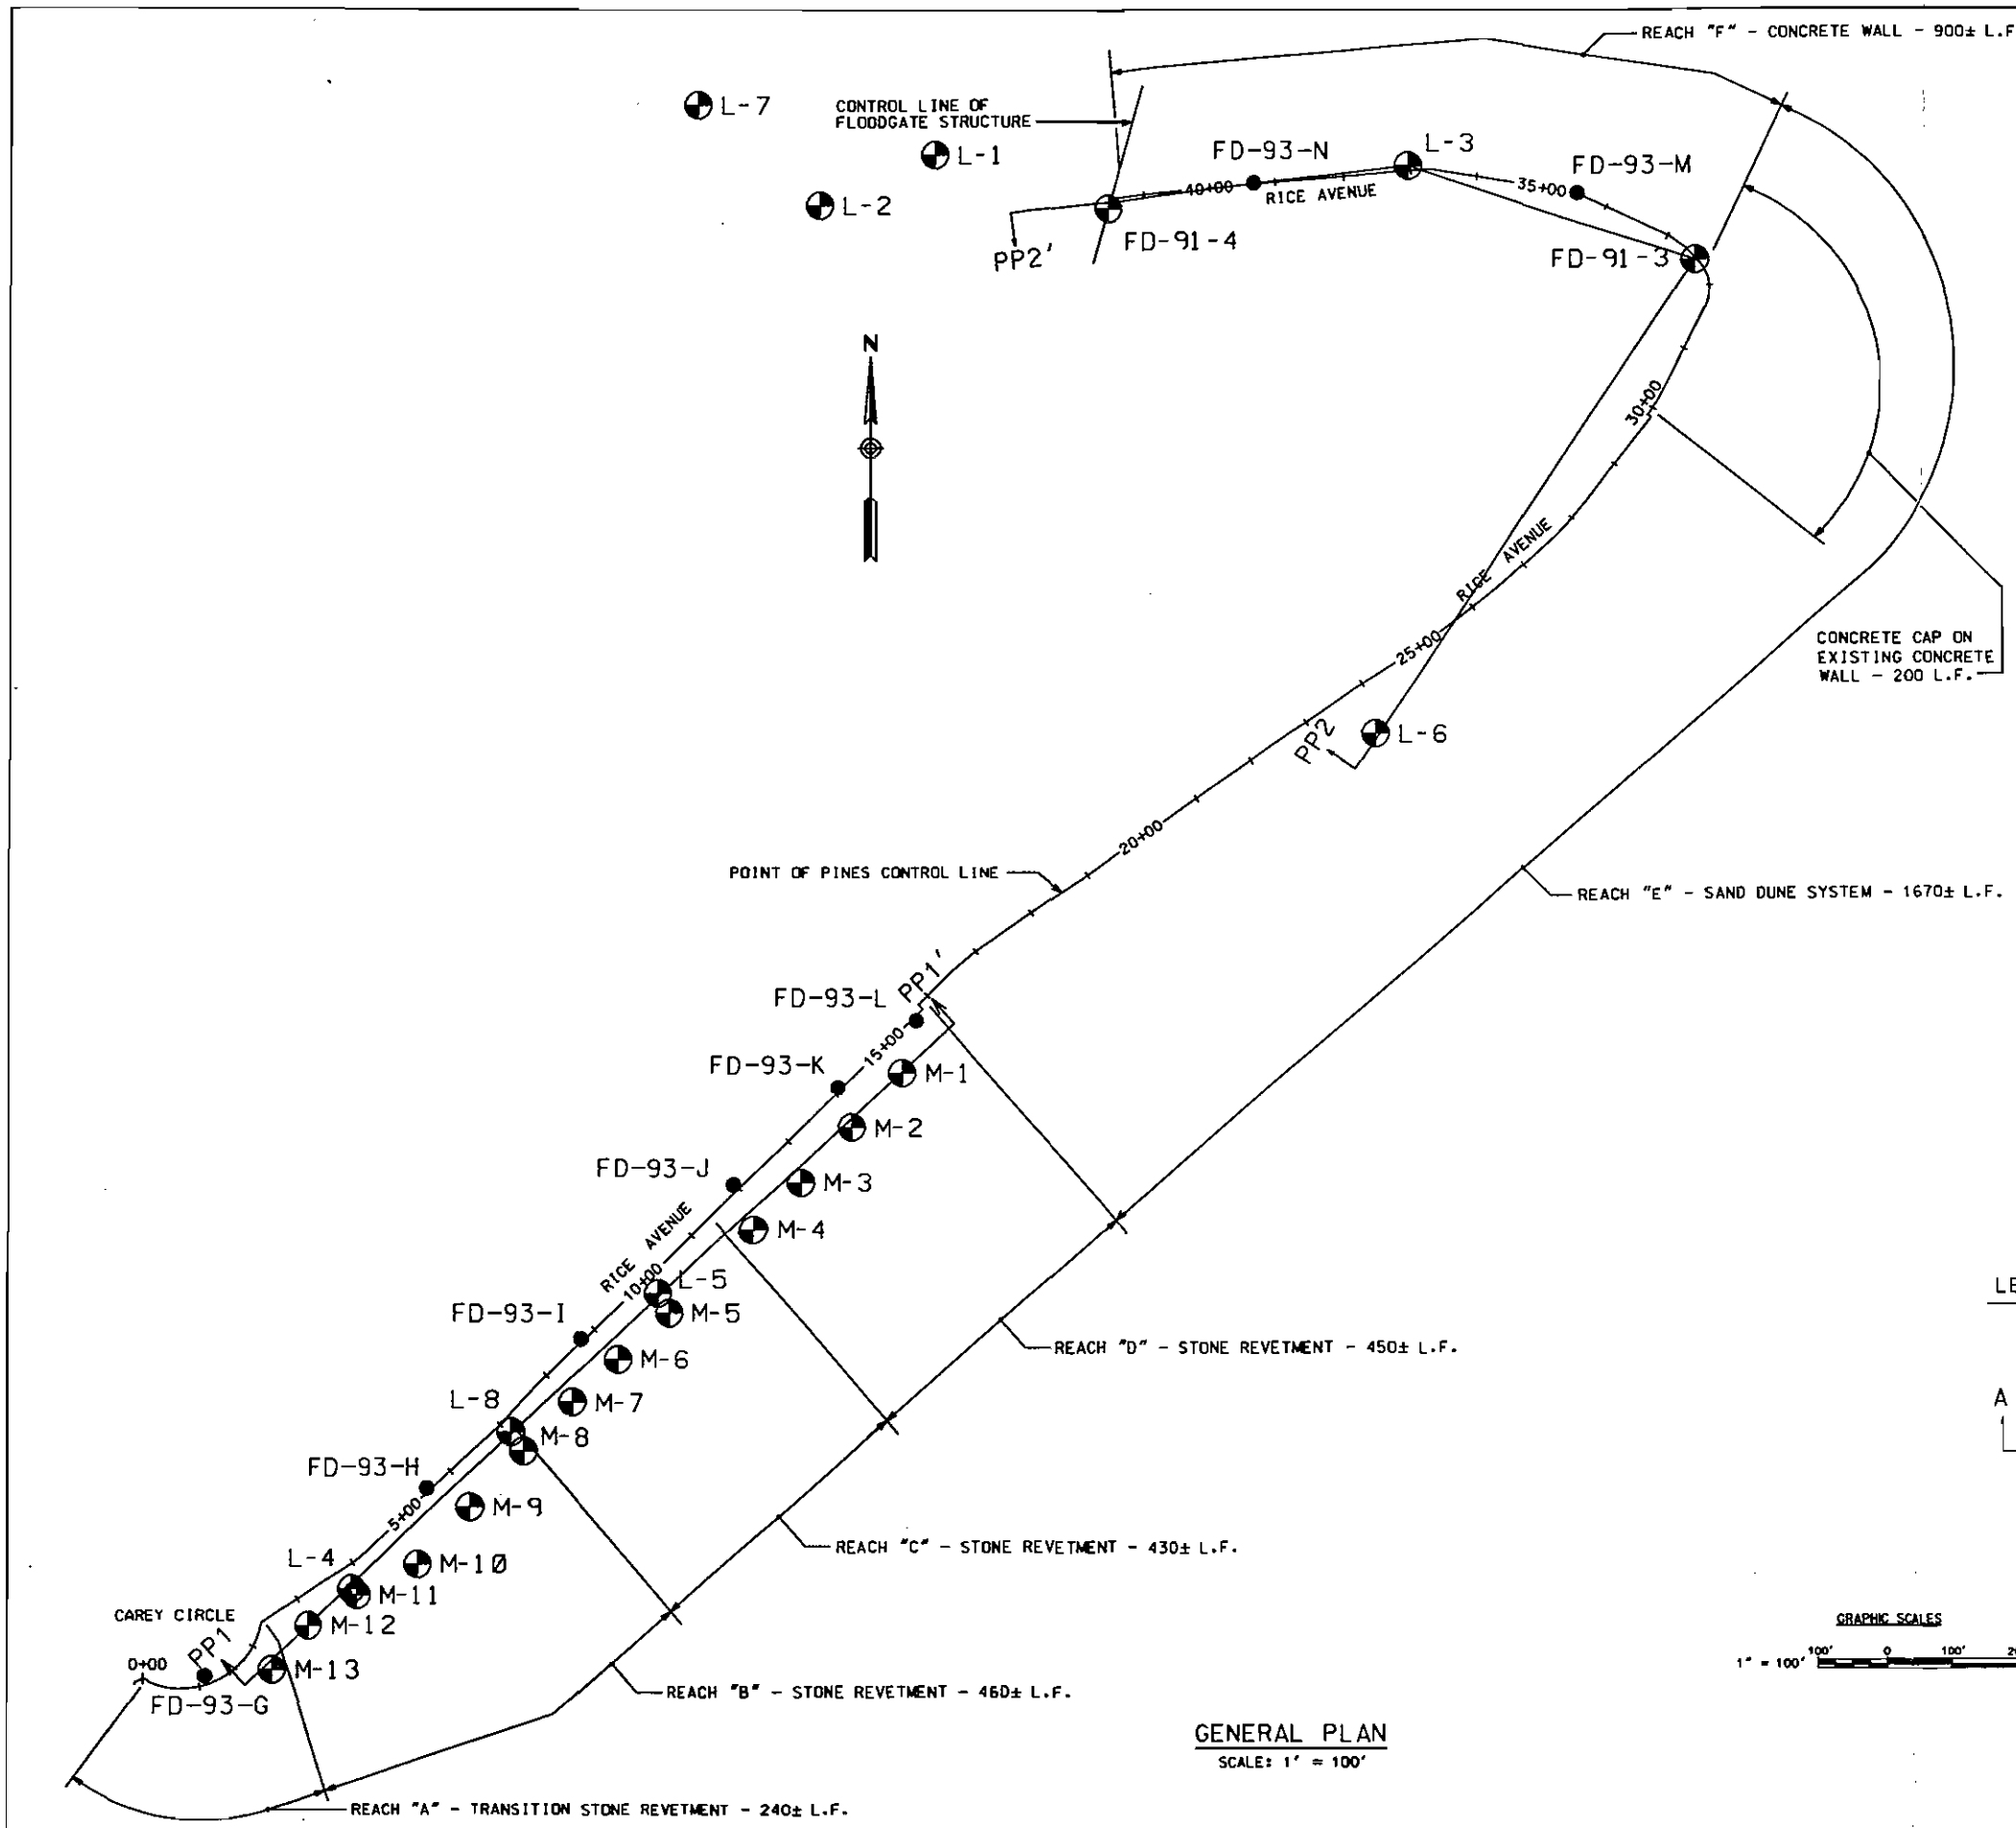 REACH "F" - CONCRETE WALL - 900± L.F
L-7
CONTROL LINE OF
FLOODGATE STRUCTURE
L-1
L-2
FD-93-N
L-3
FD-93-M
40+00
RICE AVENUE
35+00
FD-91-4
PP2'
FD-91-3
N
30+00
RICE AVENUE
25+00
CONCRETE CAP ON
EXISTING CONCRETE
WALL - 200 L.F.
PP2
L-6
20+00
POINT OF PINES CONTROL LINE
REACH "E" - SAND DUNE SYSTEM - 1670± L.F.
PP1'
FD-93-L
15+00
FD-93-K
M-1
M-2
FD-93-J
M-3
M-4
RICE AVENUE
10+00
L-5
FD-93-I
M-5
M-6
REACH "D" - STONE REVETMENT - 450± L.F.
L-8
M-7
M-8
FD-93-H
M-9
5+00
REACH "C" - STONE REVETMENT - 430± L.F.
L-4
M-10
M-11
CAREY CIRCLE
M-12
PP1
0+00
M-13
FD-93-G
REACH "B" - STONE REVETMENT - 460± L.F.
REACH "A" - TRANSITION STONE REVETMENT - 240± L.F.
LE
A
GRAPHIC SCALES
1" = 100'
100' 0 100' 20
GENERAL PLAN
SCALE: 1' = 100'